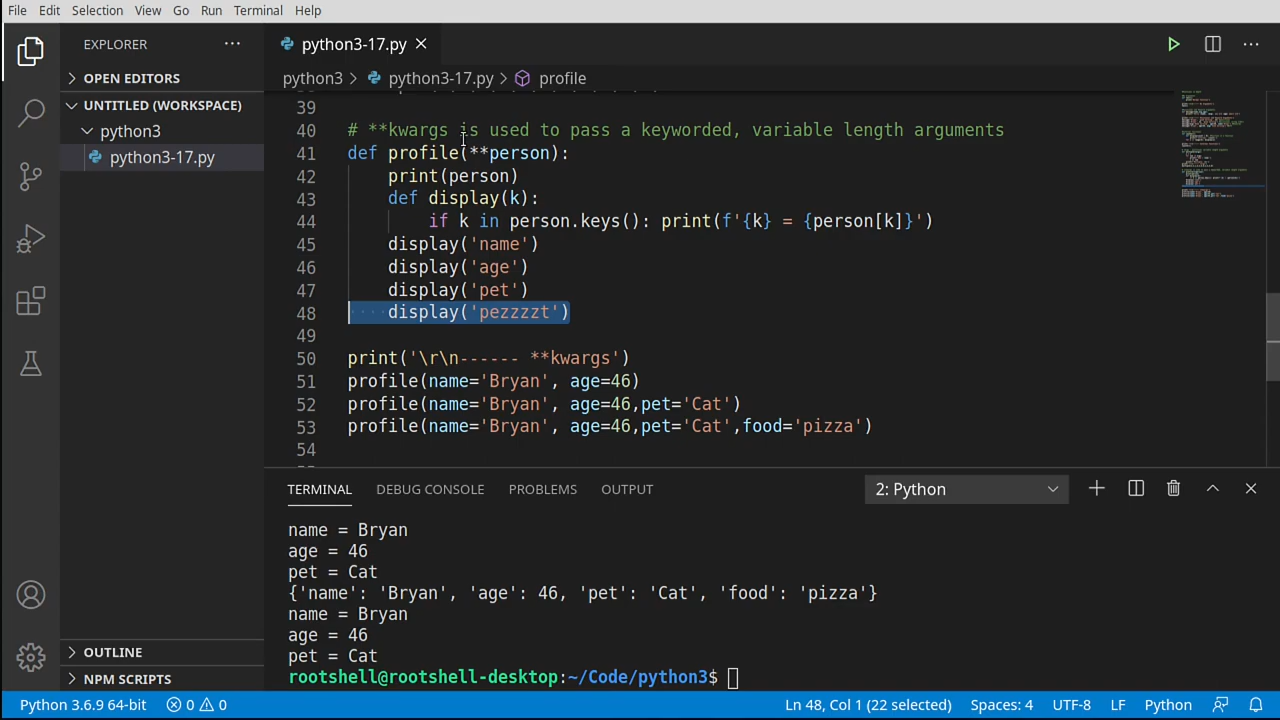 File Edit Selection View Go Run Terminal Help
EXPLORER
OPEN EDITORS
UNTITLED (WORKSPACE)
python3
python3-17.py
OUTLINE
NPM SCRIPTS
python3-17.py
python3 > python3-17.py > profile
39
40 # **kwargs is used to pass a keyworded, variable length arguments
41 def profile(**person):
42 print(person)
43 def display(k):
44 if k in person.keys(): print(f'{k} = {person[k]}')
45 display('name')
46 display('age')
47 display('pet')
48 display('pezzzzt')
49
50 print('\r\n------ **kwargs')
51 profile(name='Bryan', age=46)
52 profile(name='Bryan', age=46,pet='Cat')
53 profile(name='Bryan', age=46,pet='Cat',food='pizza')
54
TERMINAL DEBUG CONSOLE PROBLEMS OUTPUT 2: Python
name = Bryan
age = 46
pet = Cat
{'name': 'Bryan', 'age': 46, 'pet': 'Cat', 'food': 'pizza'}
name = Bryan
age = 46
pet = Cat
rootshell@rootshell-desktop:~/Code/python3$
Python 3.6.9 64-bit 0 0 Ln 48, Col 1 (22 selected) Spaces: 4 UTF-8 LF Python